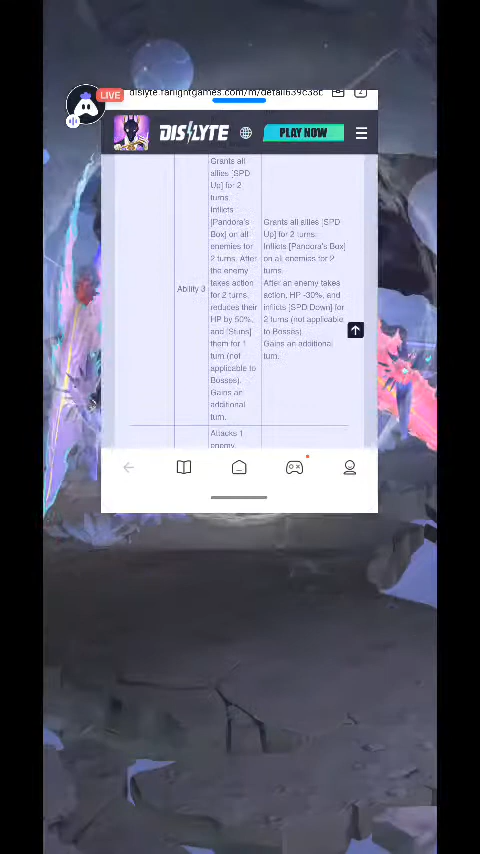 LIVE
dislyte.farlightgames.com/m/detail639c38c
DISLYTE
PLAY NOW
Ability 3
Grants all
allies [SPD
Up] for 2
turns.
Inflicts
[Pandora's
Box] on all
enemies for
2 turns. After
the enemy
takes action
for 2 turns,
reduces their
HP by 50%,
and [Stuns]
them for 1
turn (not
applicable to
Bosses).
Gains an
additional
turn.
Grants all allies [SPD
Up] for 2 turns.
Inflicts [Pandora's Box]
on all enemies for 2
turns.
After an enemy takes
action, HP -30%, and
inflicts [SPD Down] for
2 turns (not applicable
to Bosses).
Gains an additional
turn.
Attacks 1
enemy,